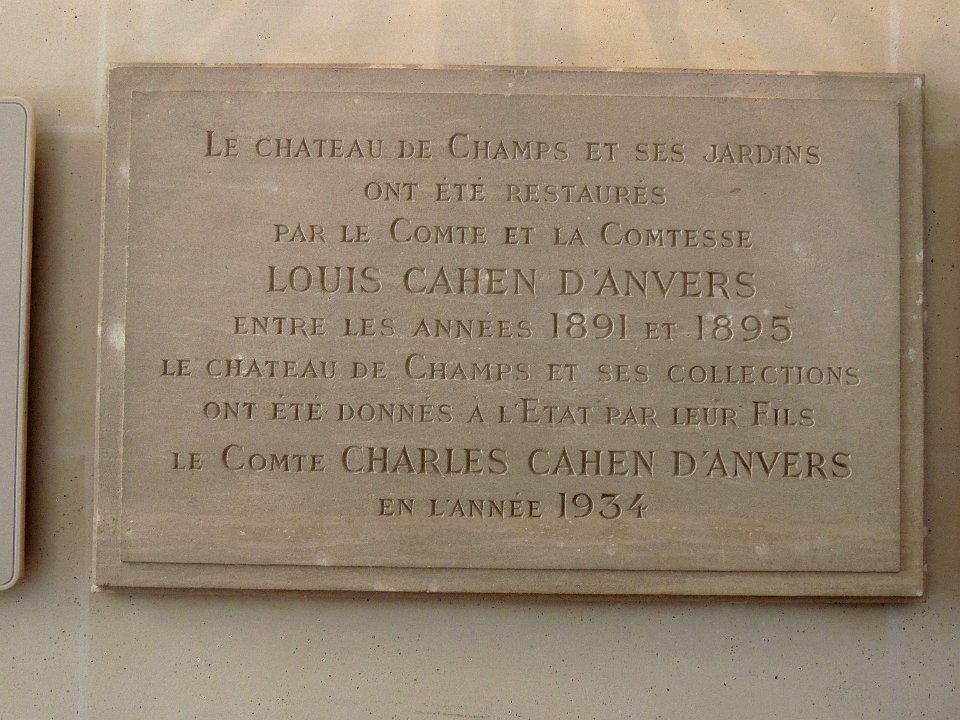 LE CHATEAU DE CHAMPS ET SES JARDINS
ONT ÉTÉ RESTAURÉS
PAR LE COMTE ET LA COMTESSE
LOUIS CAHEN D'ANVERS
ENTRE LES ANNÉES 1891 ET 1895
LE CHATEAU DE CHAMPS ET SES COLLECTIONS
ONT ÉTÉ DONNÉS À L'ETAT PAR LEUR FILS
LE COMTE CHARLES CAHEN D'ANVERS
EN L'ANNÉE 1934